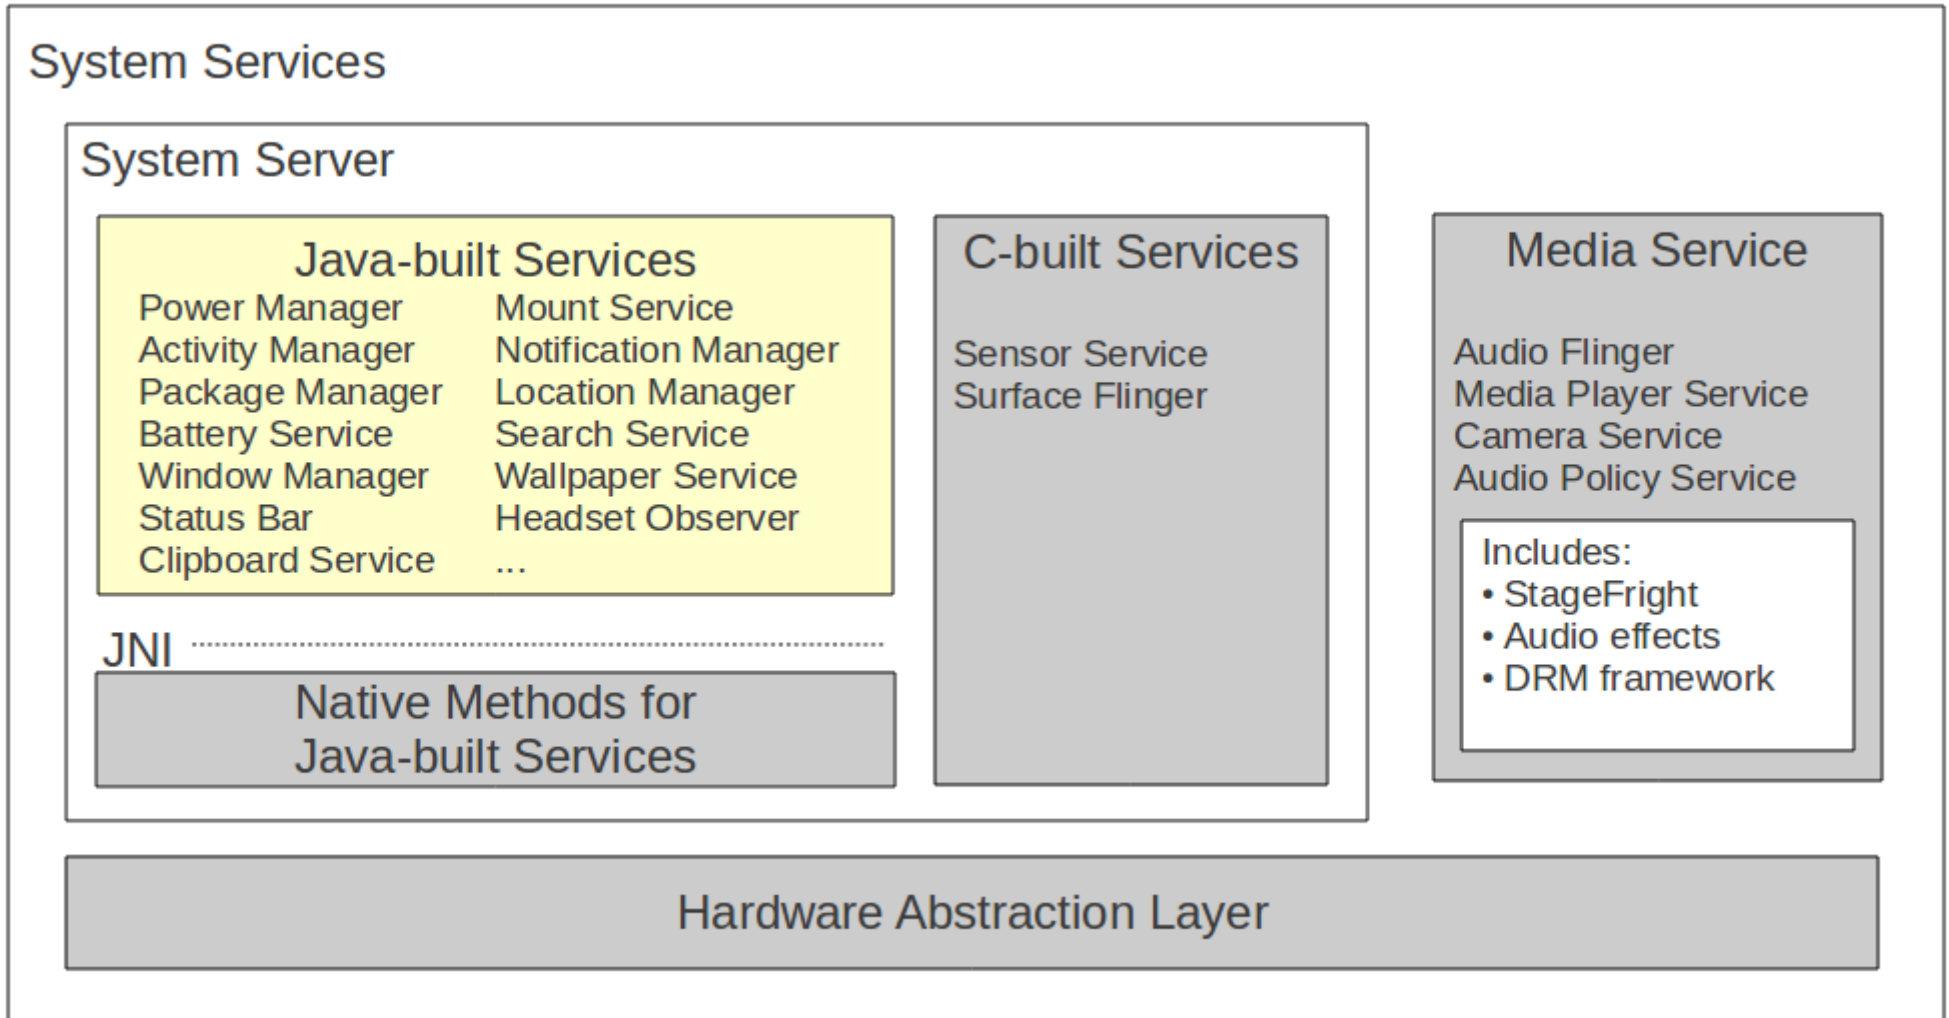 System Services
System Server
Java-built Services
Power Manager
Activity Manager
Package Manager
Battery Service
Window Manager
Status Bar
Clipboard Service
Mount Service
Notification Manager
Location Manager
Search Service
Wallpaper Service
Headset Observer
...
JNI
Native Methods for
Java-built Services
C-built Services
Sensor Service
Surface Flinger
Media Service
Audio Flinger
Media Player Service
Camera Service
Audio Policy Service
Includes:
• StageFright
• Audio effects
• DRM framework
Hardware Abstraction Layer